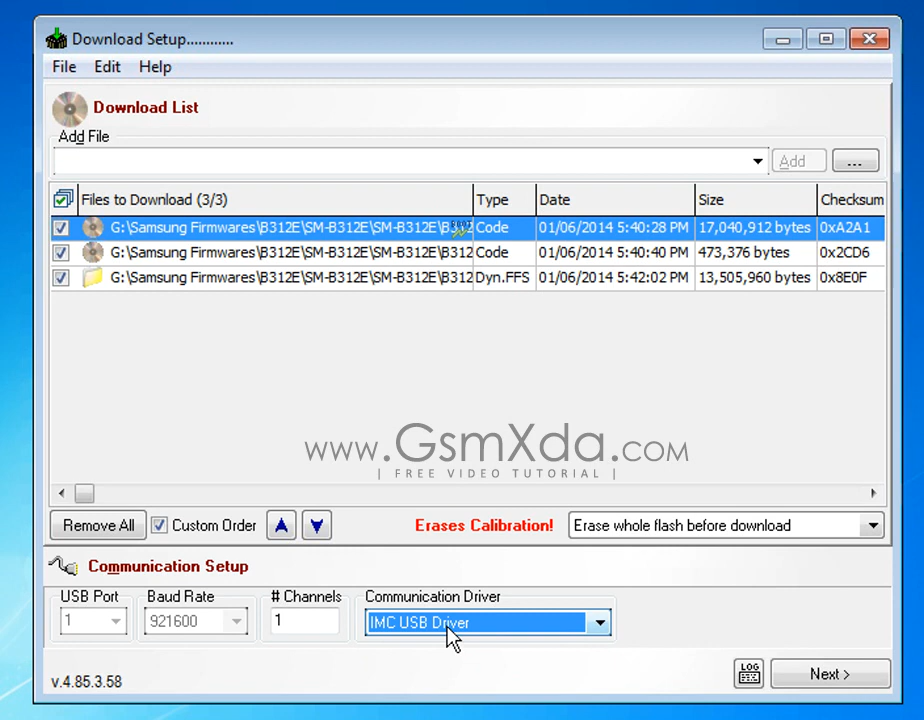 Download Setup............
File Edit Help
Download List
Add File
Add ...
Files to Download (3/3) Type Date Size Checksum
G:\Samsung Firmwares\B312E\SM-B312E\SM-B312E\B3 Code 01/06/2014 5:40:28 PM 17,040,912 bytes 0xA2A1
G:\Samsung Firmwares\B312E\SM-B312E\SM-B312E\B312 Code 01/06/2014 5:40:40 PM 473,376 bytes 0x2CD6
G:\Samsung Firmwares\B312E\SM-B312E\SM-B312E\B312 Dyn.FFS 01/06/2014 5:42:02 PM 13,505,960 bytes 0x8E0F
www.GsmXda.com
| FREE VIDEO TUTORIAL |
Remove All Custom Order Erases Calibration! Erase whole flash before download
Communication Setup
USB Port Baud Rate # Channels Communication Driver
1 921600 1 IMC USB Driver
v.4.85.3.58 LOG Next >